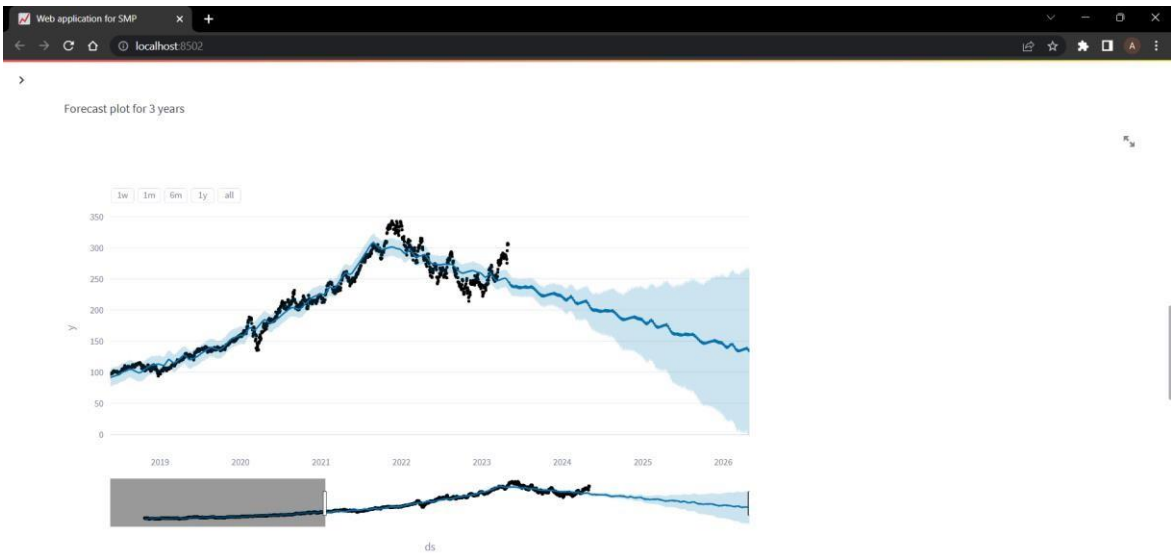 Web application for SMP
localhost:8502
A
Forecast plot for 3 years
1w 1m 6m 1y all
350
300
250
200
150
100
50
0
y
2019 2020 2021 2022 2023 2024 2025 2026
ds